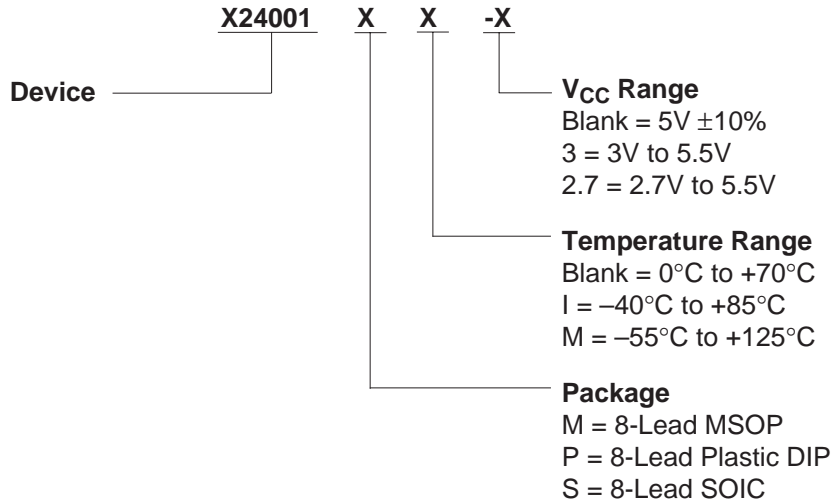 X24001 X X -X
Device
VCC Range
Blank = 5V ±10%
3 = 3V to 5.5V
2.7 = 2.7V to 5.5V
Temperature Range
Blank = 0°C to +70°C
I = –40°C to +85°C
M = –55°C to +125°C
Package
M = 8-Lead MSOP
P = 8-Lead Plastic DIP
S = 8-Lead SOIC